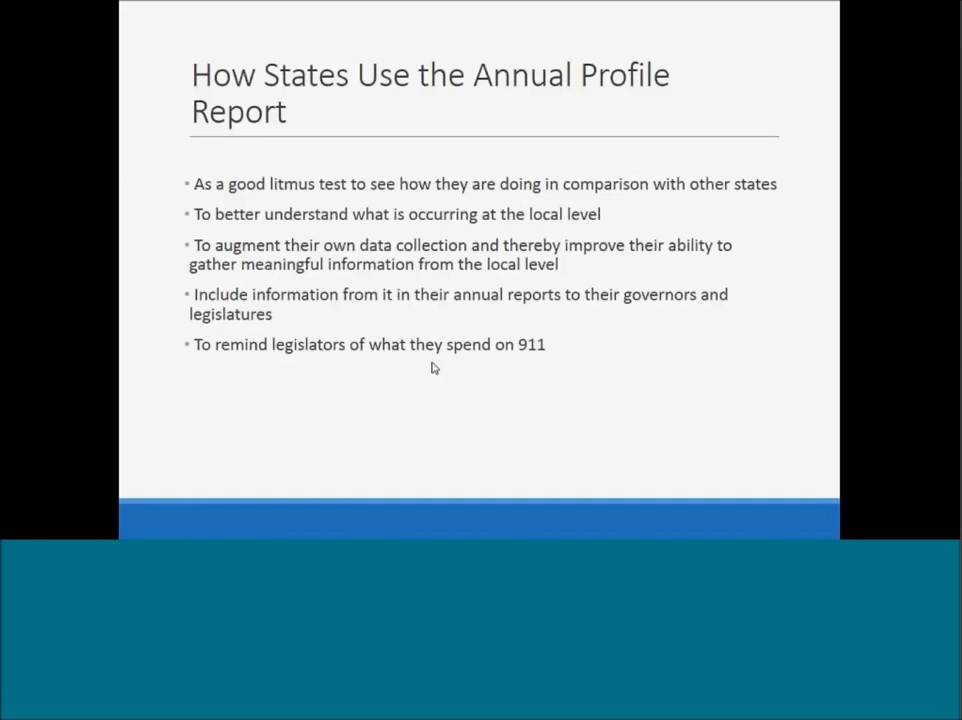 How States Use the Annual Profile
Report
• As a good litmus test to see how they are doing in comparison with other states
• To better understand what is occurring at the local level
• To augment their own data collection and thereby improve their ability to
gather meaningful information from the local level
• Include information from it in their annual reports to their governors and
legislatures
• To remind legislators of what they spend on 911